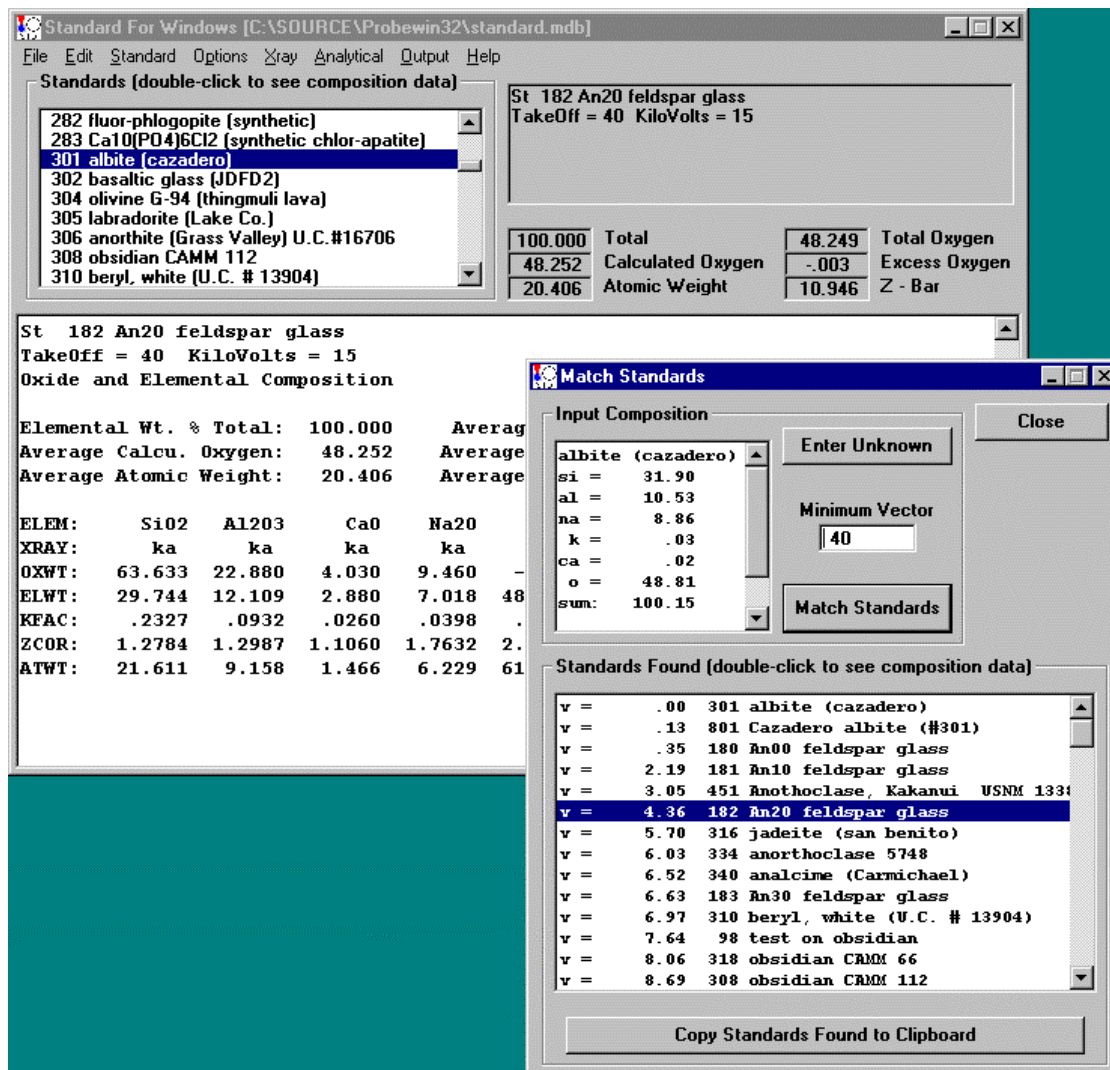 Standard For Windows [C:\SOURCE\Probewin32\standard.mdb]
File Edit Standard Options Xray Analytical Output Help
Standards (double-click to see composition data)
282 fluor-phlogopite (synthetic)
283 Ca10(PO4)6Cl2 (synthetic chlor-apatite)
301 albite (cazadero)
302 basaltic glass (JDFD2)
304 olivine G-94 (thingmuli lava)
305 labradorite (Lake Co.)
306 anorthite (Grass Valley) U.C.#16706
308 obsidian CAMM 112
310 beryl, white (U.C. # 13904)
St 182 An20 feldspar glass
TakeOff = 40 KiloVolts = 15
100.000 Total 48.249 Total Oxygen
48.252 Calculated Oxygen -.003 Excess Oxygen
20.406 Atomic Weight 10.946 Z - Bar
St 182 An20 feldspar glass
TakeOff = 40 KiloVolts = 15
Oxide and Elemental Composition
Elemental Wt. % Total: 100.000 Averag
Average Calcu. Oxygen: 48.252 Average
Average Atomic Weight: 20.406 Average
ELEM: SiO2 Al2O3 CaO Na2O
XRAY: ka ka ka ka
OXWT: 63.633 22.880 4.030 9.460 -
ELWT: 29.744 12.109 2.880 7.018 48
KFAC: .2327 .0932 .0260 .0398 .
ZCOR: 1.2784 1.2987 1.1060 1.7632 2.
ATWT: 21.611 9.158 1.466 6.229 61
Match Standards
Input Composition
albite (cazadero)
si = 31.90
al = 10.53
na = 8.86
k = .03
ca = .02
o = 48.81
sum: 100.15
Enter Unknown
Close
Minimum Vector
40
Match Standards
Standards Found (double-click to see composition data)
v = .00 301 albite (cazadero)
v = .13 801 Cazadero albite (#301)
v = .35 180 An00 feldspar glass
v = 2.19 181 An10 feldspar glass
v = 3.05 451 Anothoclase, Kakanui USNM 1338
v = 4.36 182 An20 feldspar glass
v = 5.70 316 jadeite (san benito)
v = 6.03 334 anorthoclase 5748
v = 6.52 340 analcime (Carmichael)
v = 6.63 183 An30 feldspar glass
v = 6.97 310 beryl, white (U.C. # 13904)
v = 7.64 98 test on obsidian
v = 8.06 318 obsidian CAMM 66
v = 8.69 308 obsidian CAMM 112
Copy Standards Found to Clipboard